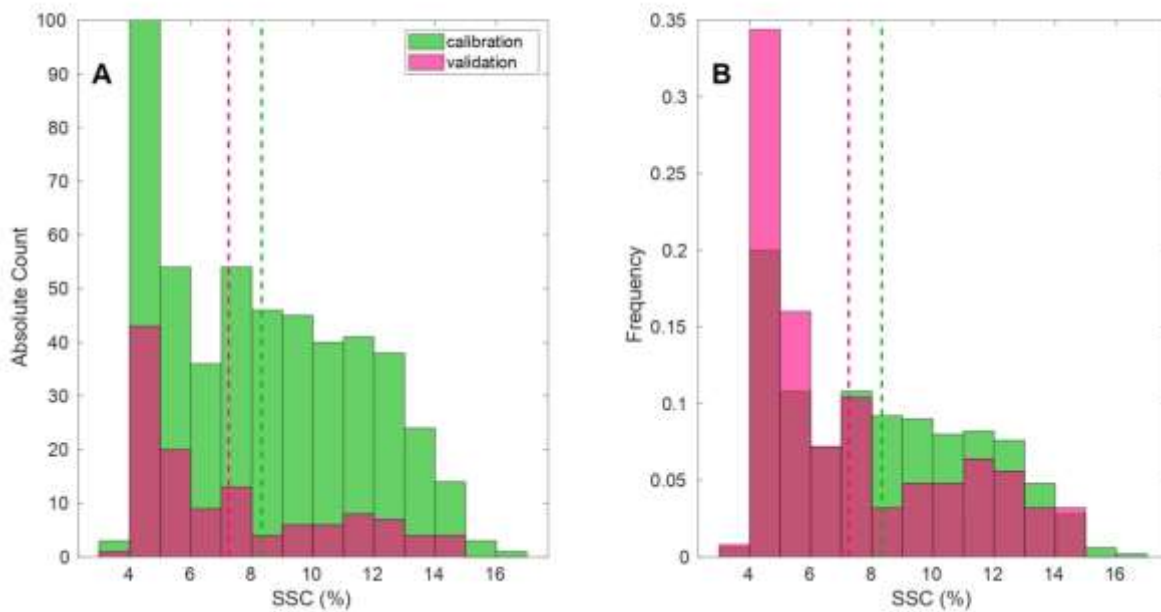 A
calibration
validation
Absolute Count
100
90
80
70
60
50
40
30
20
10
0
4 6 8 10 12 14 16
SSC (%)
B
Frequency
0.35
0.3
0.25
0.2
0.15
0.1
0.05
0
4 6 8 10 12 14 16
SSC (%)